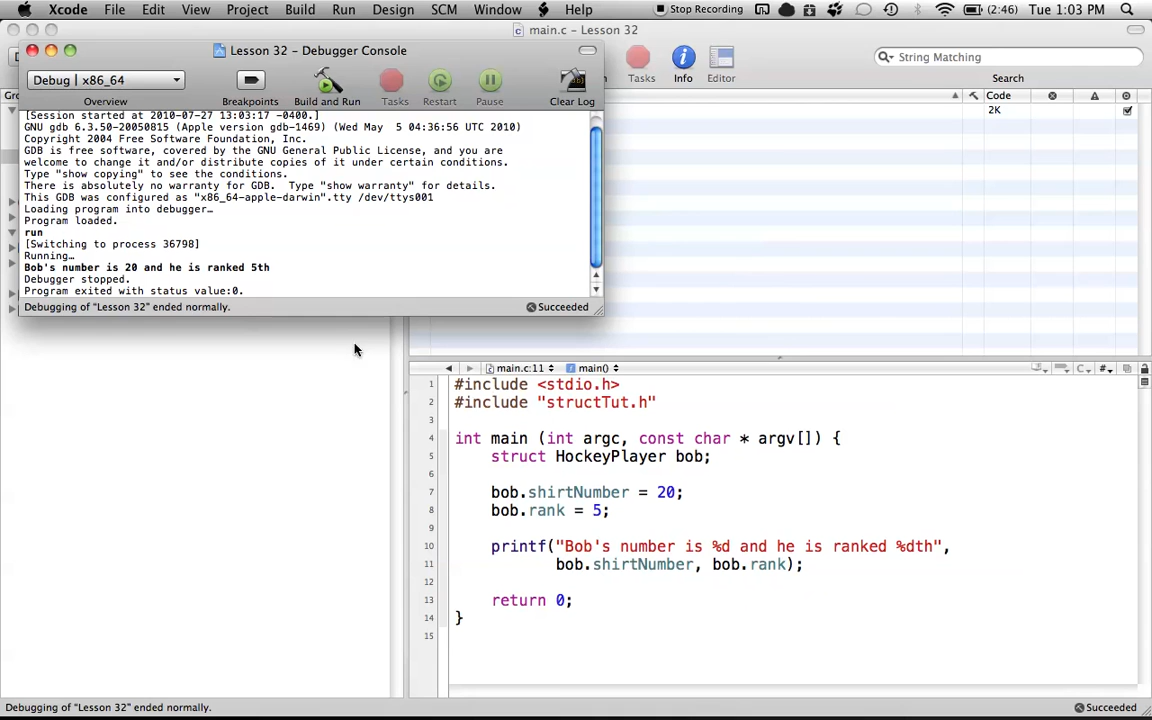 Xcode File Edit View Project Build Run Design SCM Window Help Stop Recording (2:46) Tue 1:03 PM
main.c - Lesson 32
Lesson 32 - Debugger Console
Debug | x86_64
Overview Breakpoints Build and Run Tasks Restart Pause Clear Log
Tasks Info Editor Search
String Matching
Code
2K
[Session started at 2010-07-27 13:03:17 -0400.]
GNU gdb 6.3.50-20050815 (Apple version gdb-1469) (Wed May  5 04:36:56 UTC 2010)
Copyright 2004 Free Software Foundation, Inc.
GDB is free software, covered by the GNU General Public License, and you are
welcome to change it and/or distribute copies of it under certain conditions.
Type "show copying" to see the conditions.
There is absolutely no warranty for GDB.  Type "show warranty" for details.
This GDB was configured as "x86_64-apple-darwin".tty /dev/ttys001
Loading program into debugger…
Program loaded.
run
[Switching to process 36798]
Running…
Bob's number is 20 and he is ranked 5th
Debugger stopped.
Program exited with status value:0.
Debugging of "Lesson 32" ended normally. Succeeded
main.c:11 main()
1 #include <stdio.h>
2 #include "structTut.h"
3
4 int main (int argc, const char * argv[]) {
5 struct HockeyPlayer bob;
6
7 bob.shirtNumber = 20;
8 bob.rank = 5;
9
10 printf("Bob's number is %d and he is ranked %dth",
11 bob.shirtNumber, bob.rank);
12
13 return 0;
14 }
15
Debugging of "Lesson 32" ended normally. Succeeded